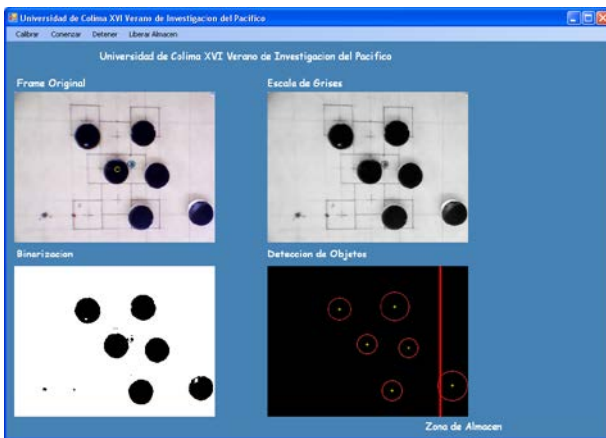 Universidad de Colima XVI Verano de Investigacion del Pacifico
Calibrar Comenzar Detener Liberar Almacen
Universidad de Colima XVI Verano de Investigacion del Pacifico
Frame Original
Escala de Grises
Binarizacion
Deteccion de Objetos
Zona de Almacen